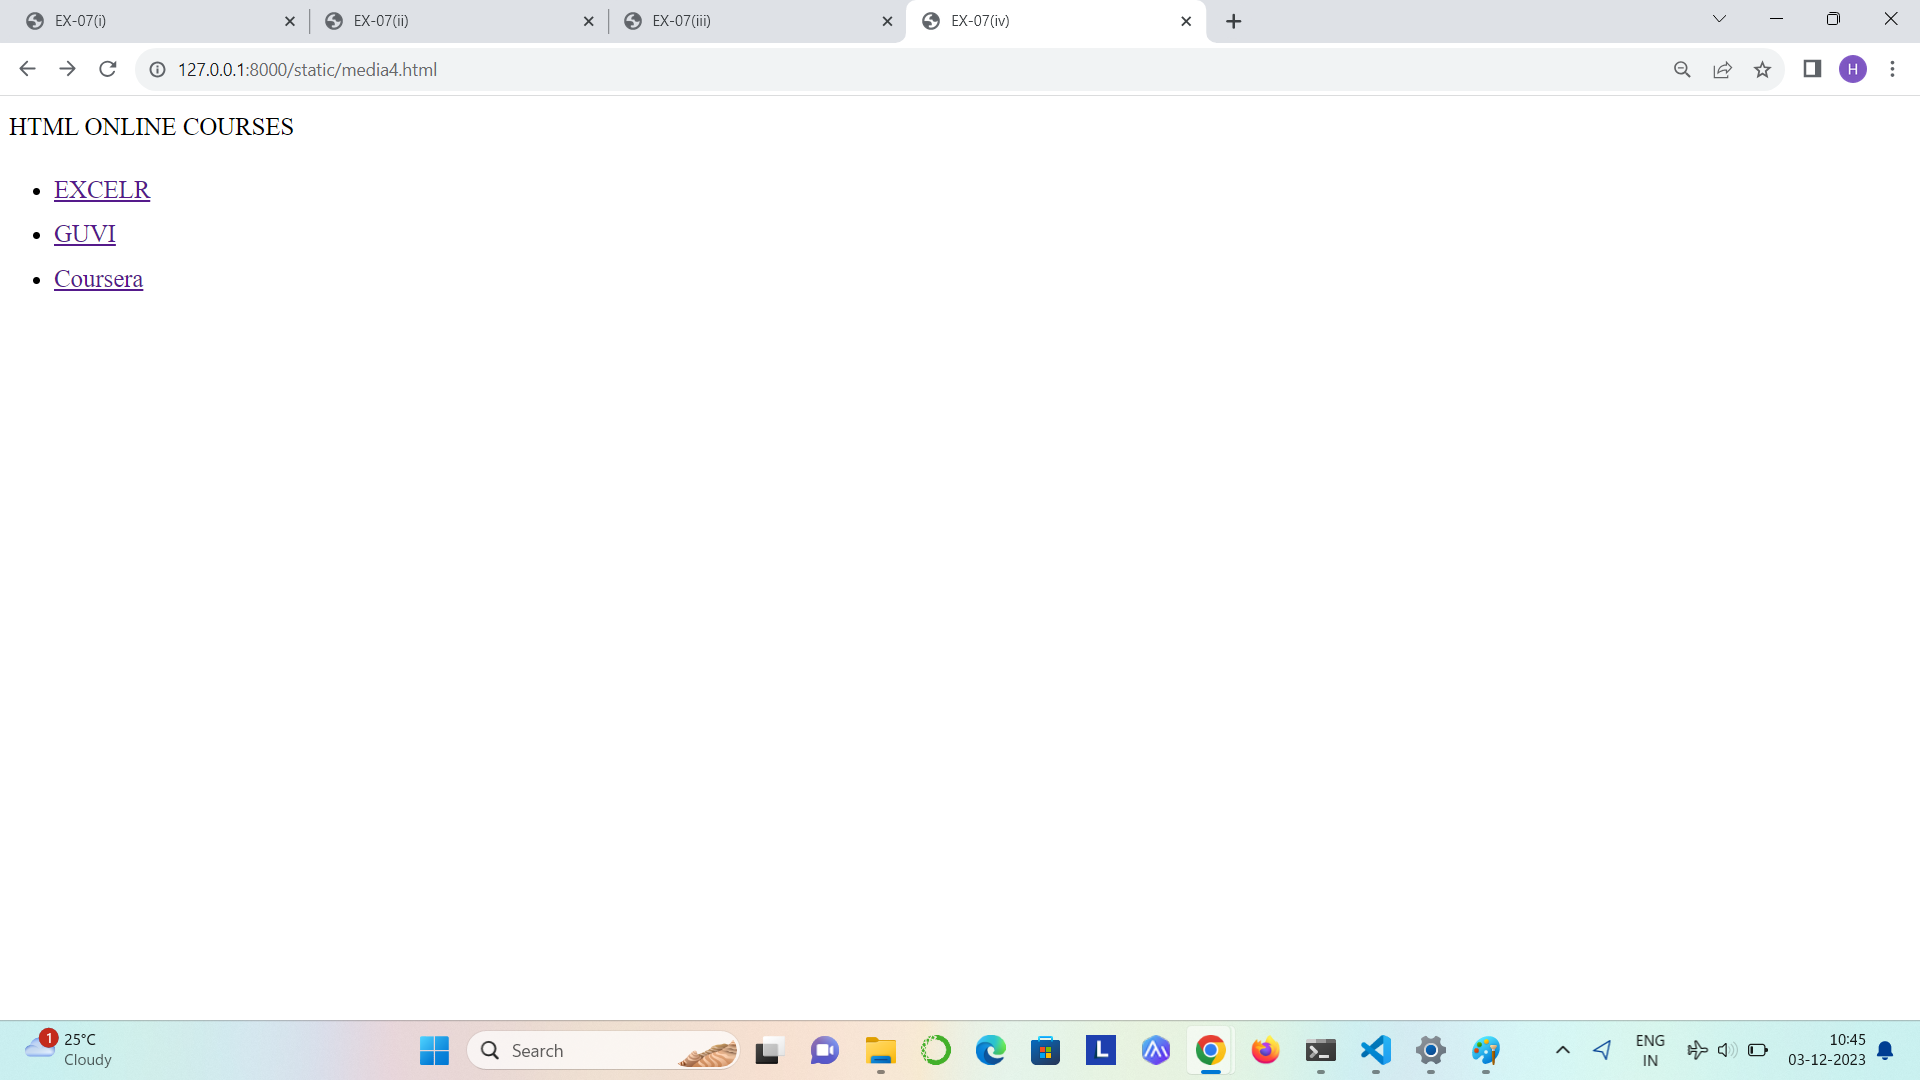 EX-07(i)
EX-07(ii)
EX-07(iii)
EX-07(iv)
127.0.0.1:8000/static/media4.html
H
HTML ONLINE COURSES
EXCELR
GUVI
Coursera
1
25°C
Cloudy
Search
L
ENG
IN
10:45
03-12-2023